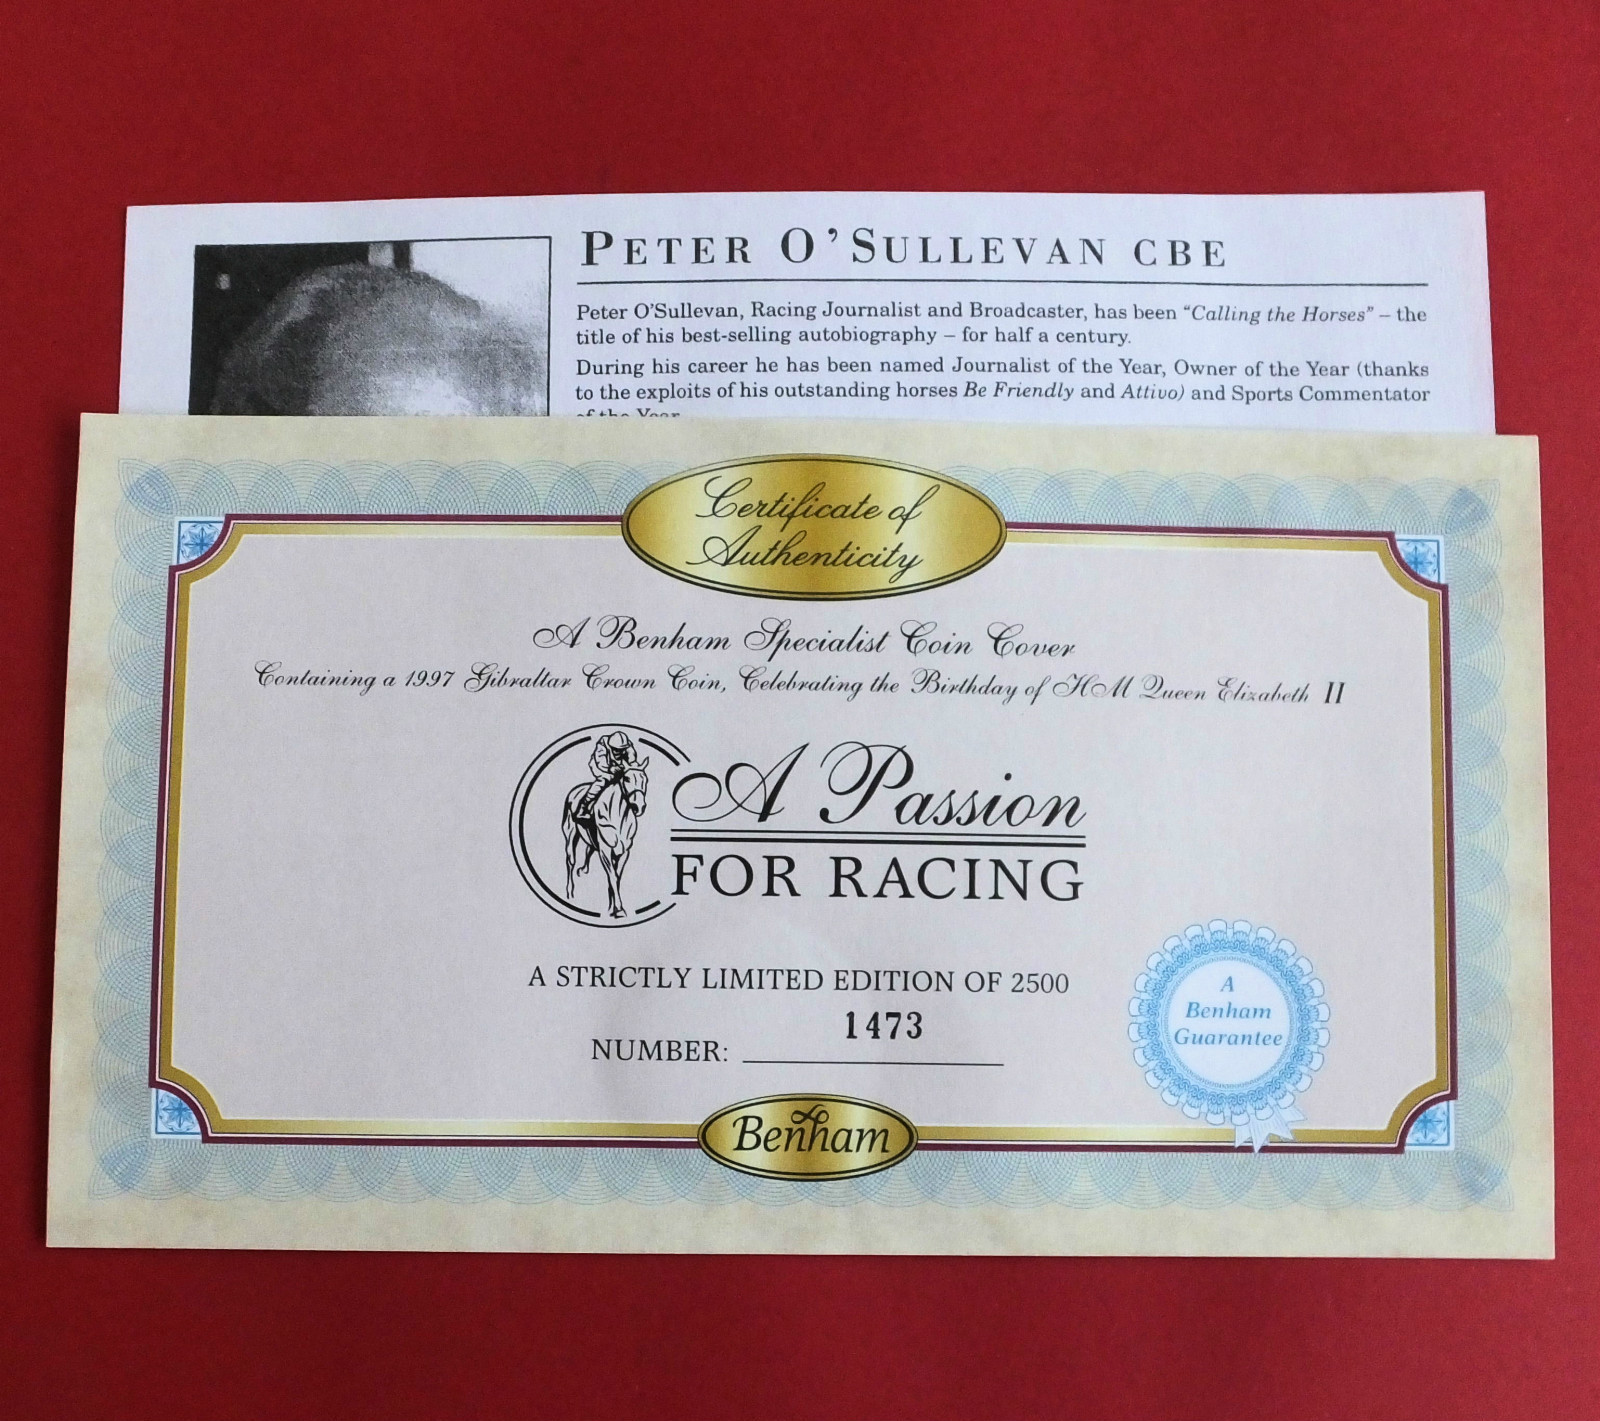 PETER O'SULLEVAN CBE
Peter O'Sullevan, Racing Journalist and Broadcaster, has been "Calling the Horses" – the
title of his best-selling autobiography – for half a century.
During his career he has been named Journalist of the Year, Owner of the Year (thanks
to the exploits of his outstanding horses Be Friendly and Attivo) and Sports Commentator
of the Year
Certificate of
Authenticity
A Benham Specialist Coin Cover
Containing a 1997 Gibraltar Crown Coin, Celebrating the Birthday of HM Queen Elizabeth II
A Passion
FOR RACING
A STRICTLY LIMITED EDITION OF 2500
1473
NUMBER:
A
Benham
Guarantee
Benham